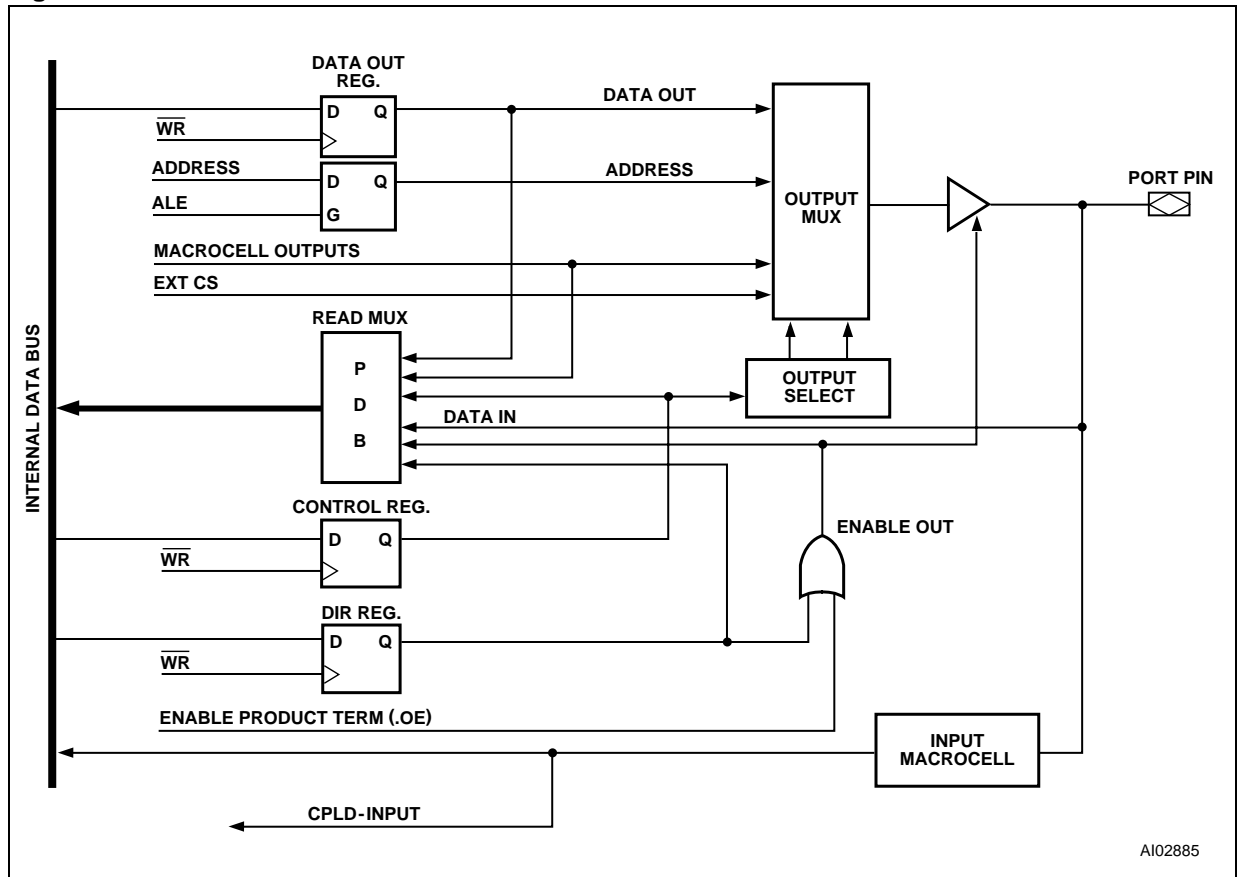 DATA OUT
REG.
D Q
DATA OUT
WR
ADDRESS
D Q
ADDRESS
ALE
G
OUTPUT
MUX
PORT PIN
MACROCELL OUTPUTS
EXT CS
READ MUX
P
D
B
OUTPUT
SELECT
DATA IN
INTERNAL DATA BUS
CONTROL REG.
D Q
WR
ENABLE OUT
DIR REG.
D Q
WR
ENABLE PRODUCT TERM (.OE)
INPUT
MACROCELL
CPLD-INPUT
AI02885